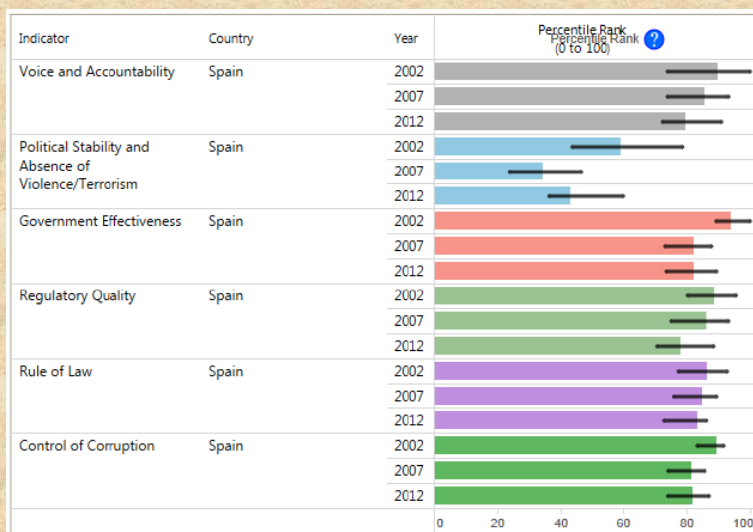 Indicator Country Year Percentile Rank
Percentile Rank ?
(0 to 100)
Voice and Accountability Spain 2002
2007
2012
Political Stability and Spain 2002
Absence of
Violence/Terrorism 2007
2012
Government Effectiveness Spain 2002
2007
2012
Regulatory Quality Spain 2002
2007
2012
Rule of Law Spain 2002
2007
2012
Control of Corruption Spain 2002
2007
2012
0 20 40 60 80 100